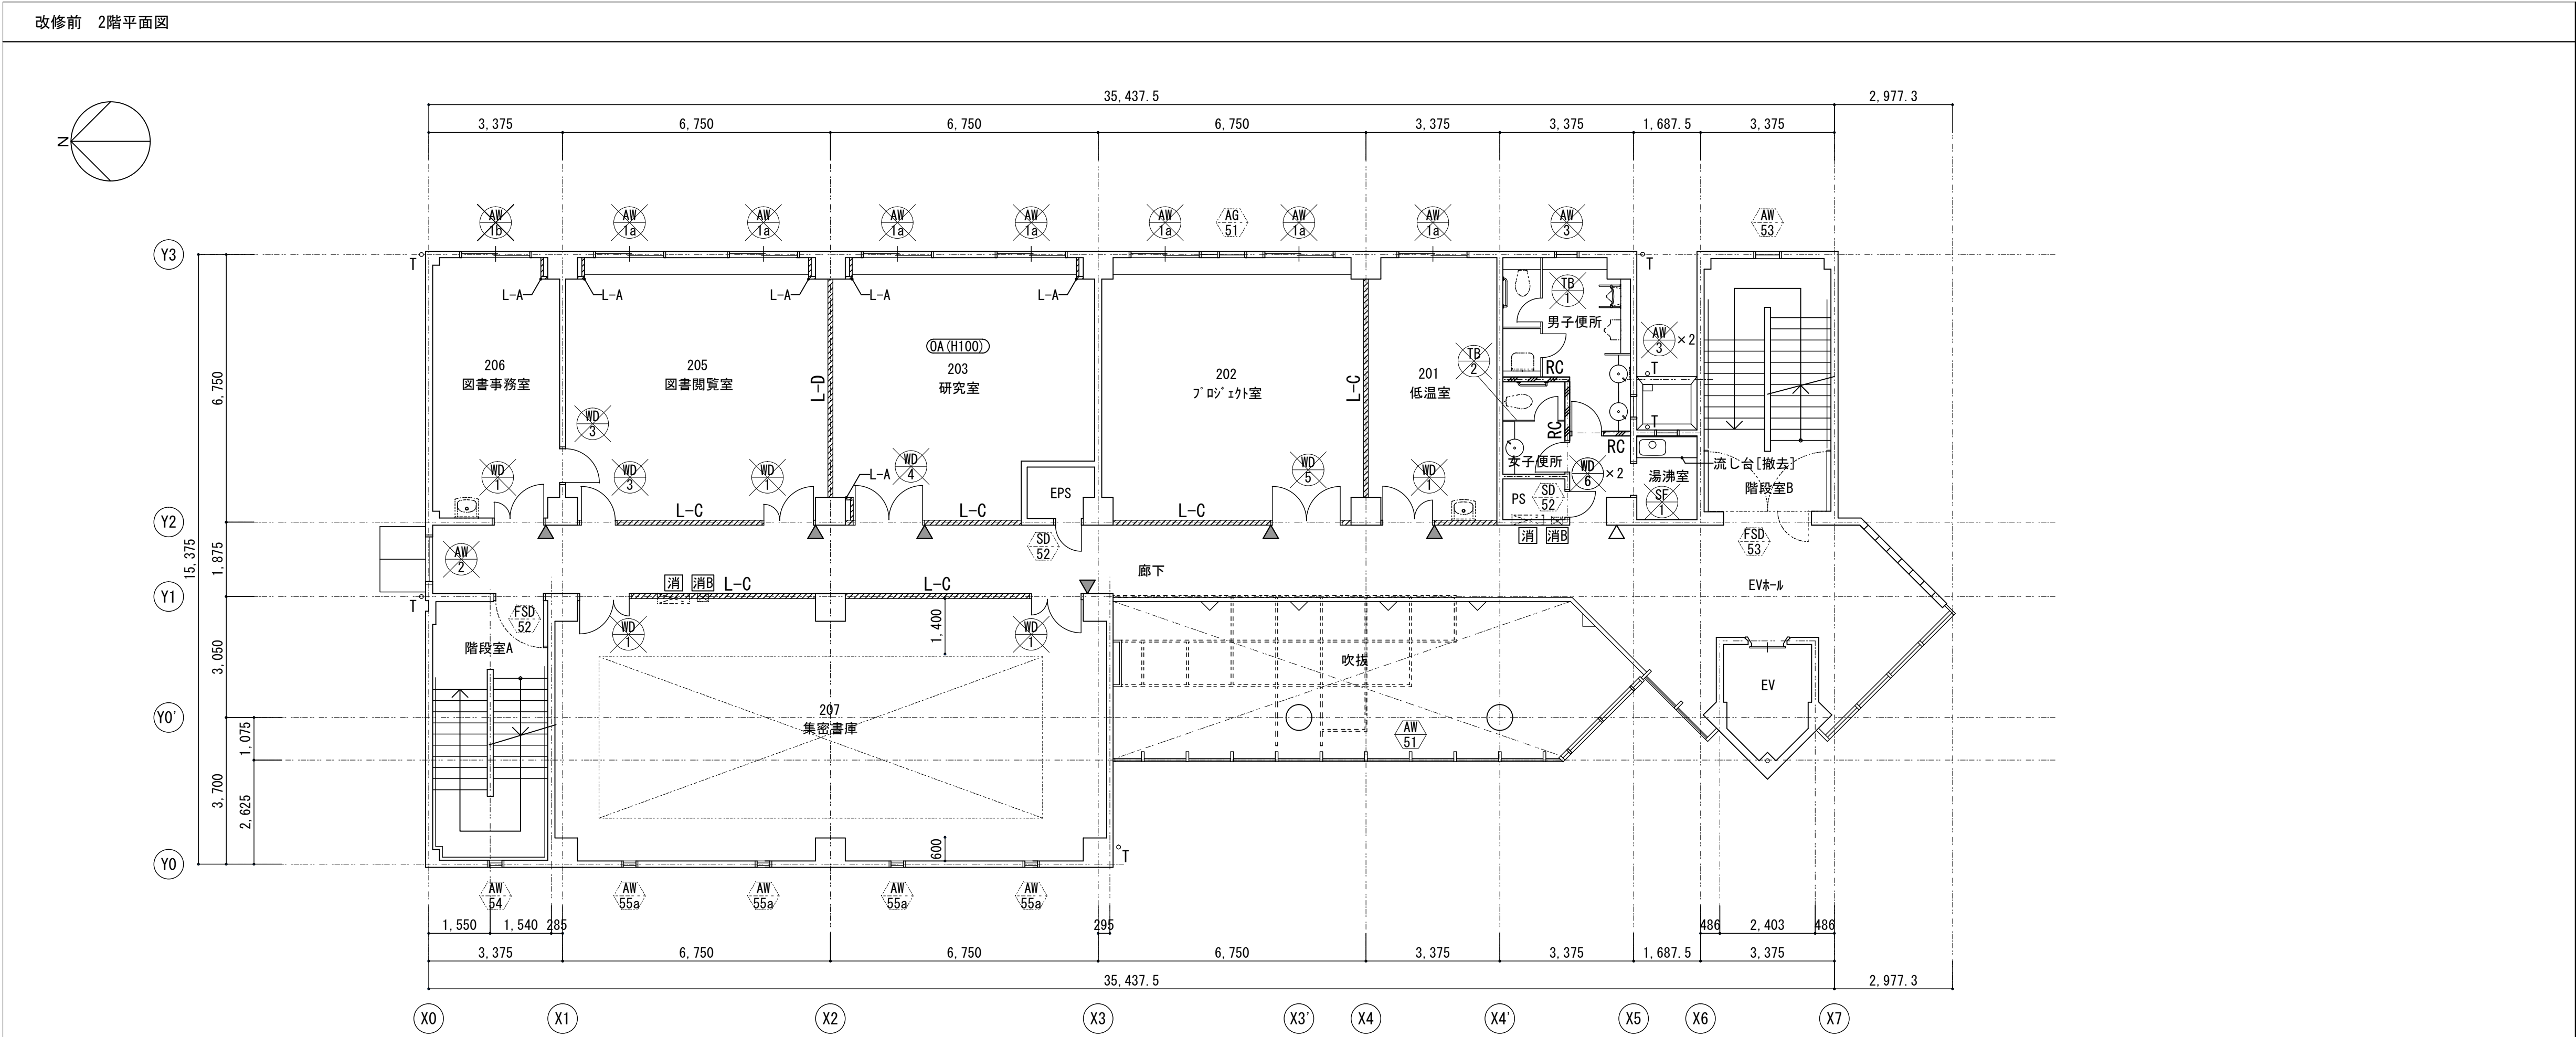 改修前　2階平面図
N
35,437.5
2,977.3
3,375
6,750
6,750
6,750
3,375
3,375
1,687.5
3,375
AW
1b
AW
1a
AW
1a
AW
1a
AW
1a
AW
1a
AG
51
AW
1a
AW
1a
AW
3
AW
53
Y3
T
T
L-A
L-A
L-A
L-A
L-A
TB
1
男子便所
AW
3
×2
TB
2
RC
T
OA(H100)
206
図書事務室
205
図書閲覧室
L-D
203
研究室
202
ﾌﾟﾛｼﾞｪｸﾄ室
L-C
201
低温室
6,750
WD
3
T
RC
RC
WD
1
WD
3
WD
1
L-A
WD
4
WD
5
WD
1
女子便所
WD
6
×2
湯沸室
流し台[撤去]
階段室B
EPS
PS
SD
52
SF
1
L-C
L-C
L-C
Y2
消
消B
FSD
53
AW
2
SD
52
廊下
EVﾎｰﾙ
15,375
1,875
消
消B
L-C
L-C
Y1
T
FSD
52
WD
1
WD
1
1,400
階段室A
3,050
吹抜
EV
207
集密書庫
Y0'
AW
51
1,075
3,700
2,625
600
T
Y0
AW
54
AW
55a
AW
55a
AW
55a
AW
55a
1,550
1,540
285
295
486
2,403
486
3,375
6,750
6,750
6,750
3,375
3,375
1,687.5
3,375
35,437.5
2,977.3
X0
X1
X2
X3
X3'
X4
X4'
X5
X6
X7